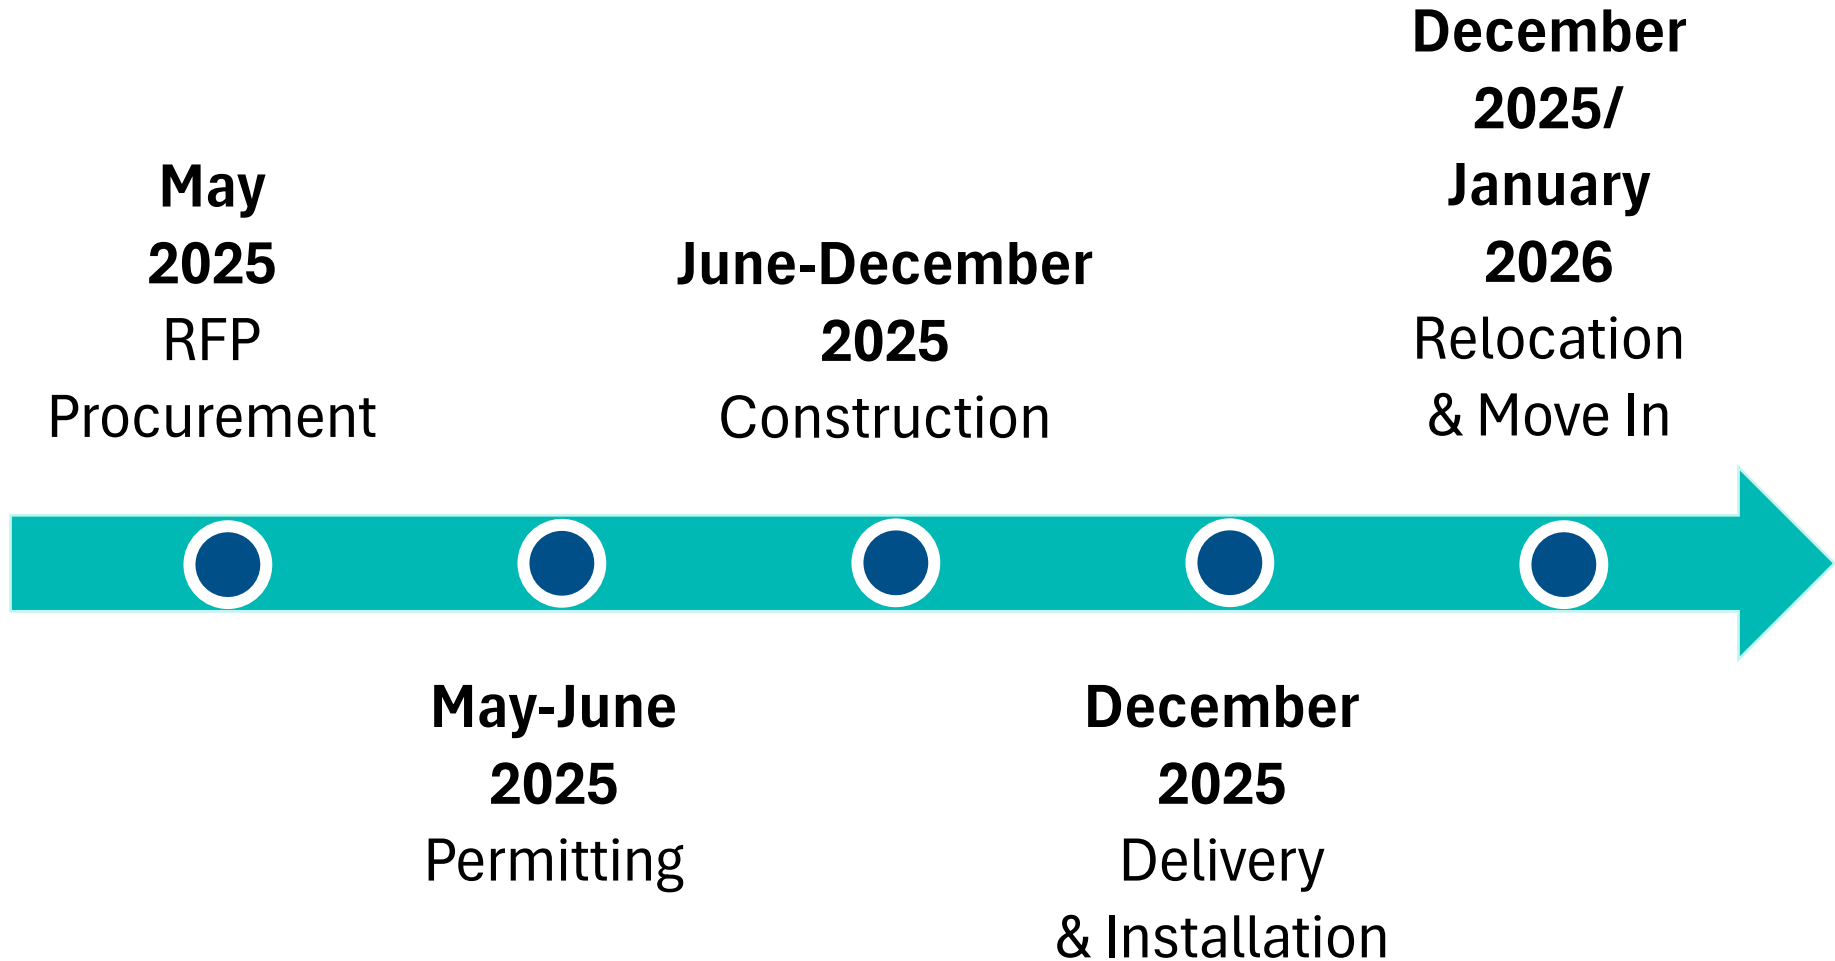 May
2025
RFP
Procurement
May-June
2025
Permitting
June-December
2025
Construction
December
2025
Delivery
& Installation
December
2025/
January
2026
Relocation
& Move In